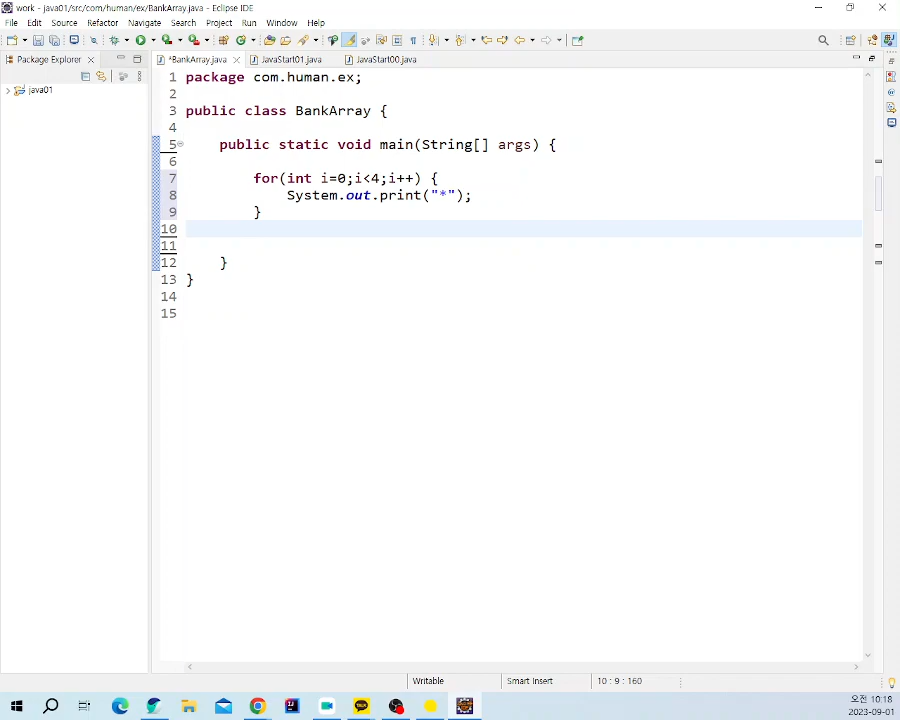 work - java01/src/com/human/ex/BankArray.java - Eclipse IDE
File Edit Source Refactor Navigate Search Project Run Window Help
Package Explorer
*BankArray.java
JavaStart01.java
JavaStart00.java
java01
1 package com.human.ex;
2
3 public class BankArray {
4
5 public static void main(String[] args) {
6
7 for(int i=0;i<4;i++) {
8 System.out.print("*");
9 }
10
11
12 }
13 }
14
15
Writable Smart Insert 10 : 9 : 160
오전 10:18
2023-09-01